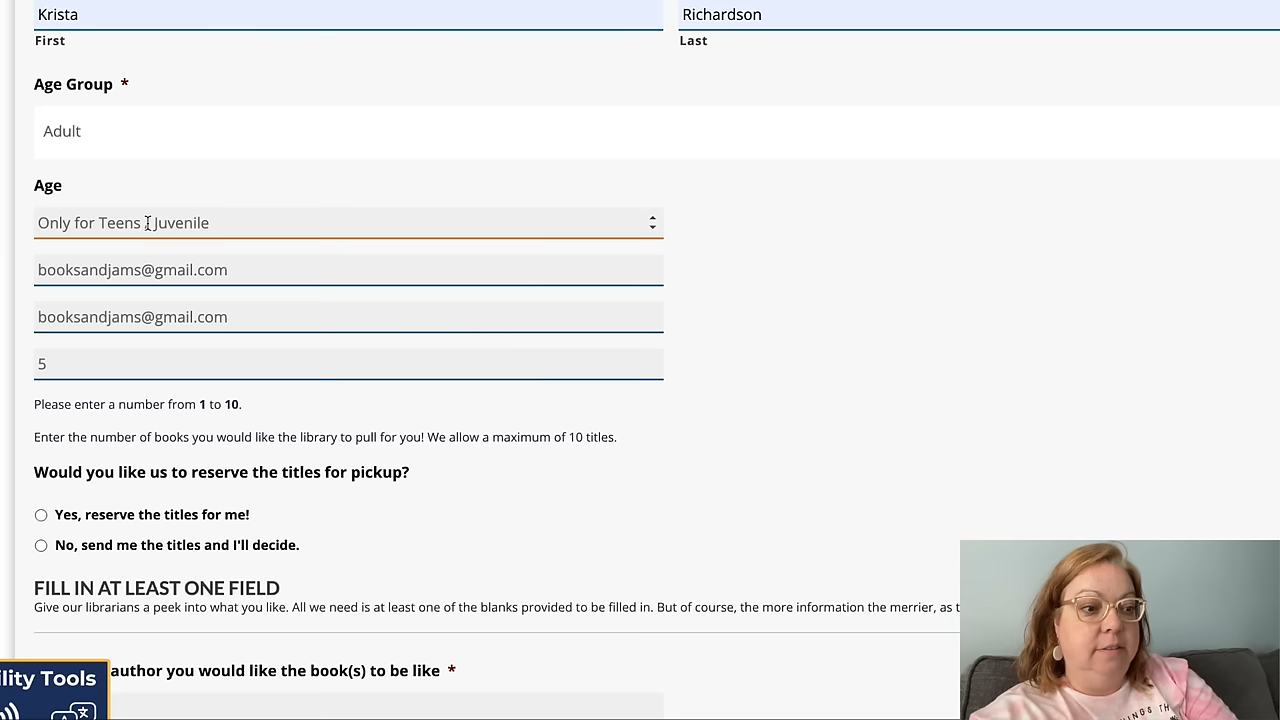 Krista
Richardson
First
Last
Age Group *
Adult
Age
Only for Teens Juvenile
booksandjams@gmail.com
booksandjams@gmail.com
5
Please enter a number from 1 to 10.
Enter the number of books you would like the library to pull for you! We allow a maximum of 10 titles.
Would you like us to reserve the titles for pickup?
Yes, reserve the titles for me!
No, send me the titles and I'll decide.
FILL IN AT LEAST ONE FIELD
Give our librarians a peek into what you like. All we need is at least one of the blanks provided to be filled in. But of course, the more information the merrier, as t
author you would like the book(s) to be like *
ility Tools